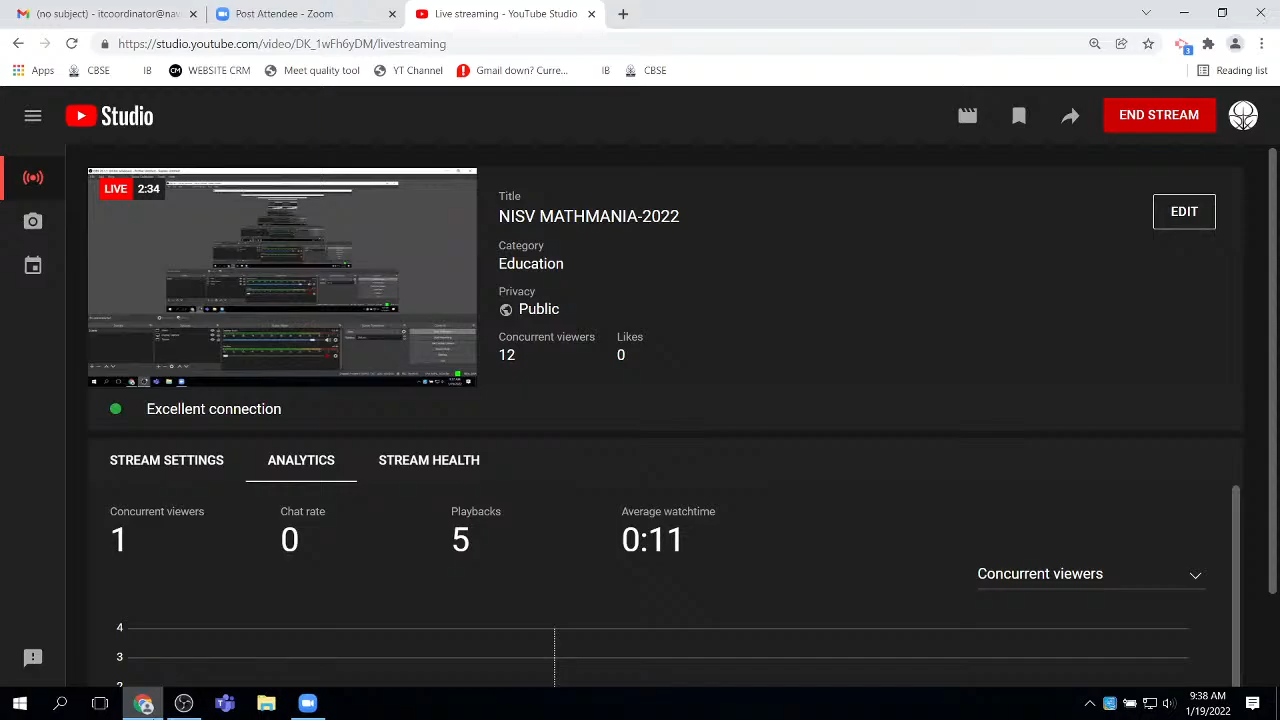 (no subject) - itcoordinator@nav
Post Attendee - Zoom
Live streaming - YouTube Studio
https://studio.youtube.com/video/DK_1wFh6yDM/livestreaming
3
Apps
CBSE
IB
CM WEBSITE CRM
Meet quality tool
YT Channel
Gmail down? Curre...
IB
CBSE
Reading list
Studio
END STREAM
LIVE 2:34
Title
NISV MATHMANIA-2022
EDIT
Category
Education
Privacy
Public
Concurrent viewers
Likes
12
0
Excellent connection
STREAM SETTINGS
ANALYTICS
STREAM HEALTH
Concurrent viewers
Chat rate
Playbacks
Average watchtime
1
0
5
0:11
Concurrent viewers
4
3
2
9:38 AM
1/19/2022